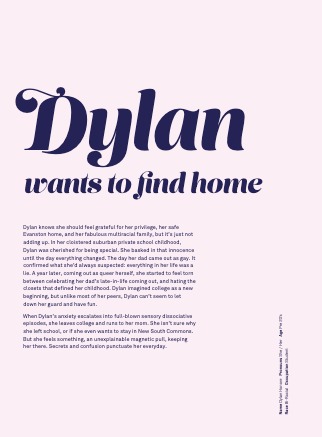 Dylan
wants to find home
Dylan knows she should feel grateful for her privilege, her safe
Evanston home, and her fabulous multiracial family, but it's just not
adding up. In her cloistered suburban private school childhood,
Dylan was cherished for being special. She basked in that innocence
until the day everything changed. The day her dad came out as gay. It
confirmed what she'd always suspected: everything in her life was a
lie. A year later, coming out as queer herself, she started to feel torn
between celebrating her dad's late-in-life coming out, and hating the
closets that defined her childhood. Dylan imagined college as a new
beginning, but unlike most of her peers, Dylan can't seem to let
down her guard and have fun.
When Dylan's anxiety escalates into full-blown sensory dissociative
episodes, she leaves college and runs to her mom. She isn't sure why
she left school, or if she even wants to stay in New South Commons.
But she feels something, an unexplainable magnetic pull, keeping
her there. Secrets and confusion punctuate her everyday.
Name Dylan Pronouns She / Her Age
Occupation Student